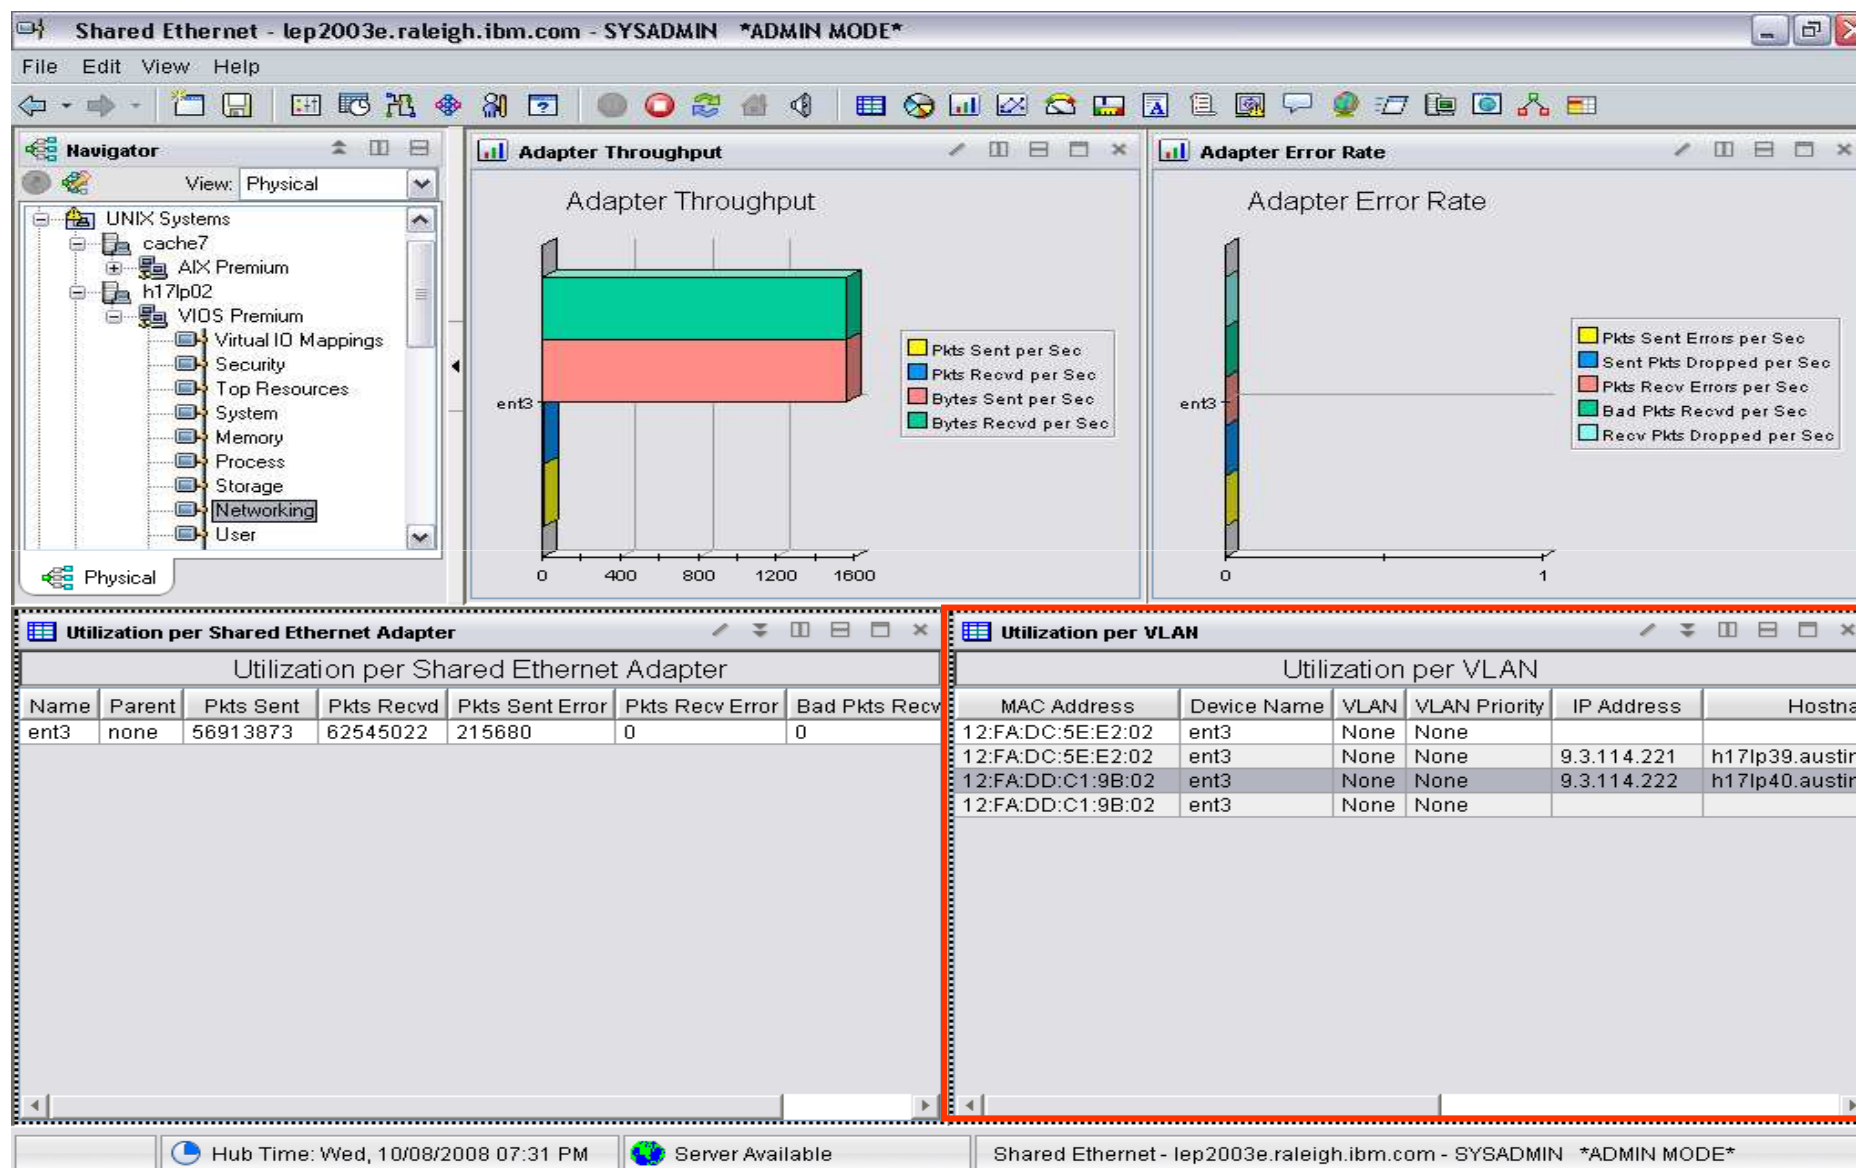 Shared Ethernet - lep2003e.raleigh.ibm.com - SYSADMIN *ADMIN MODE*
File Edit View Help
Navigator
View: Physical
UNIX Systems
cache7
AIX Premium
h17lp02
VIOS Premium
Virtual IO Mappings
Security
Top Resources
System
Memory
Process
Storage
Networking
User
Physical
Adapter Throughput
Adapter Throughput
ent3
0 400 800 1200 1600
Pkts Sent per Sec
Pkts Recvd per Sec
Bytes Sent per Sec
Bytes Recvd per Sec
Adapter Error Rate
Adapter Error Rate
ent3
0 1
Pkts Sent Errors per Sec
Sent Pkts Dropped per Sec
Pkts Recv Errors per Sec
Bad Pkts Recvd per Sec
Recv Pkts Dropped per Sec
Utilization per Shared Ethernet Adapter
Utilization per Shared Ethernet Adapter
Name Parent Pkts Sent Pkts Recvd Pkts Sent Error Pkts Recv Error Bad Pkts Recv
ent3 none 56913873 62545022 215680 0 0
Utilization per VLAN
Utilization per VLAN
MAC Address Device Name VLAN VLAN Priority IP Address Hostna
12:FA:DC:5E:E2:02 ent3 None None
12:FA:DC:5E:E2:02 ent3 None None 9.3.114.221 h17lp39.austin
12:FA:DD:C1:9B:02 ent3 None None 9.3.114.222 h17lp40.austin
12:FA:DD:C1:9B:02 ent3 None None
Hub Time: Wed, 10/08/2008 07:31 PM
Server Available
Shared Ethernet - lep2003e.raleigh.ibm.com - SYSADMIN *ADMIN MODE*